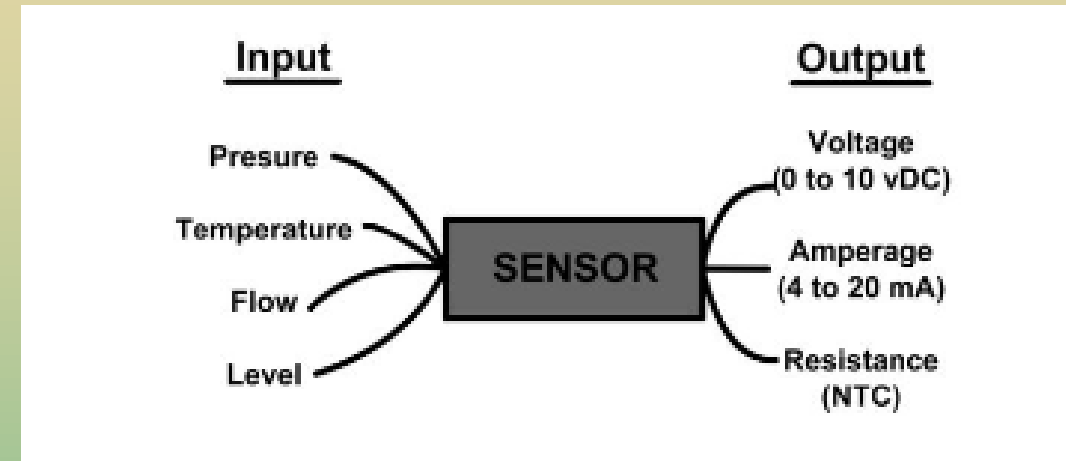 Input
Presure
Temperature
Flow
Level
SENSOR
Output
Voltage
(0 to 10 vDC)
Amperage
(4 to 20 mA)
Resistance
(NTC)